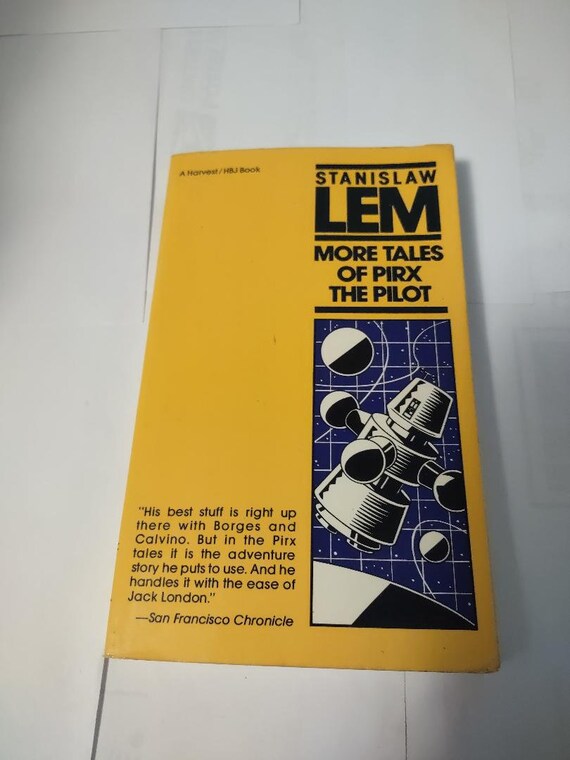 A Harvest/HBJ Book
STANISLAW
LEM
MORE TALES
OF PIRX
THE PILOT
"His best stuff is right up
there with Borges and
Calvino. But in the Pirx
tales it is the adventure
story he puts to use. And he
handles it with the ease of
Jack London."
—San Francisco Chronicle